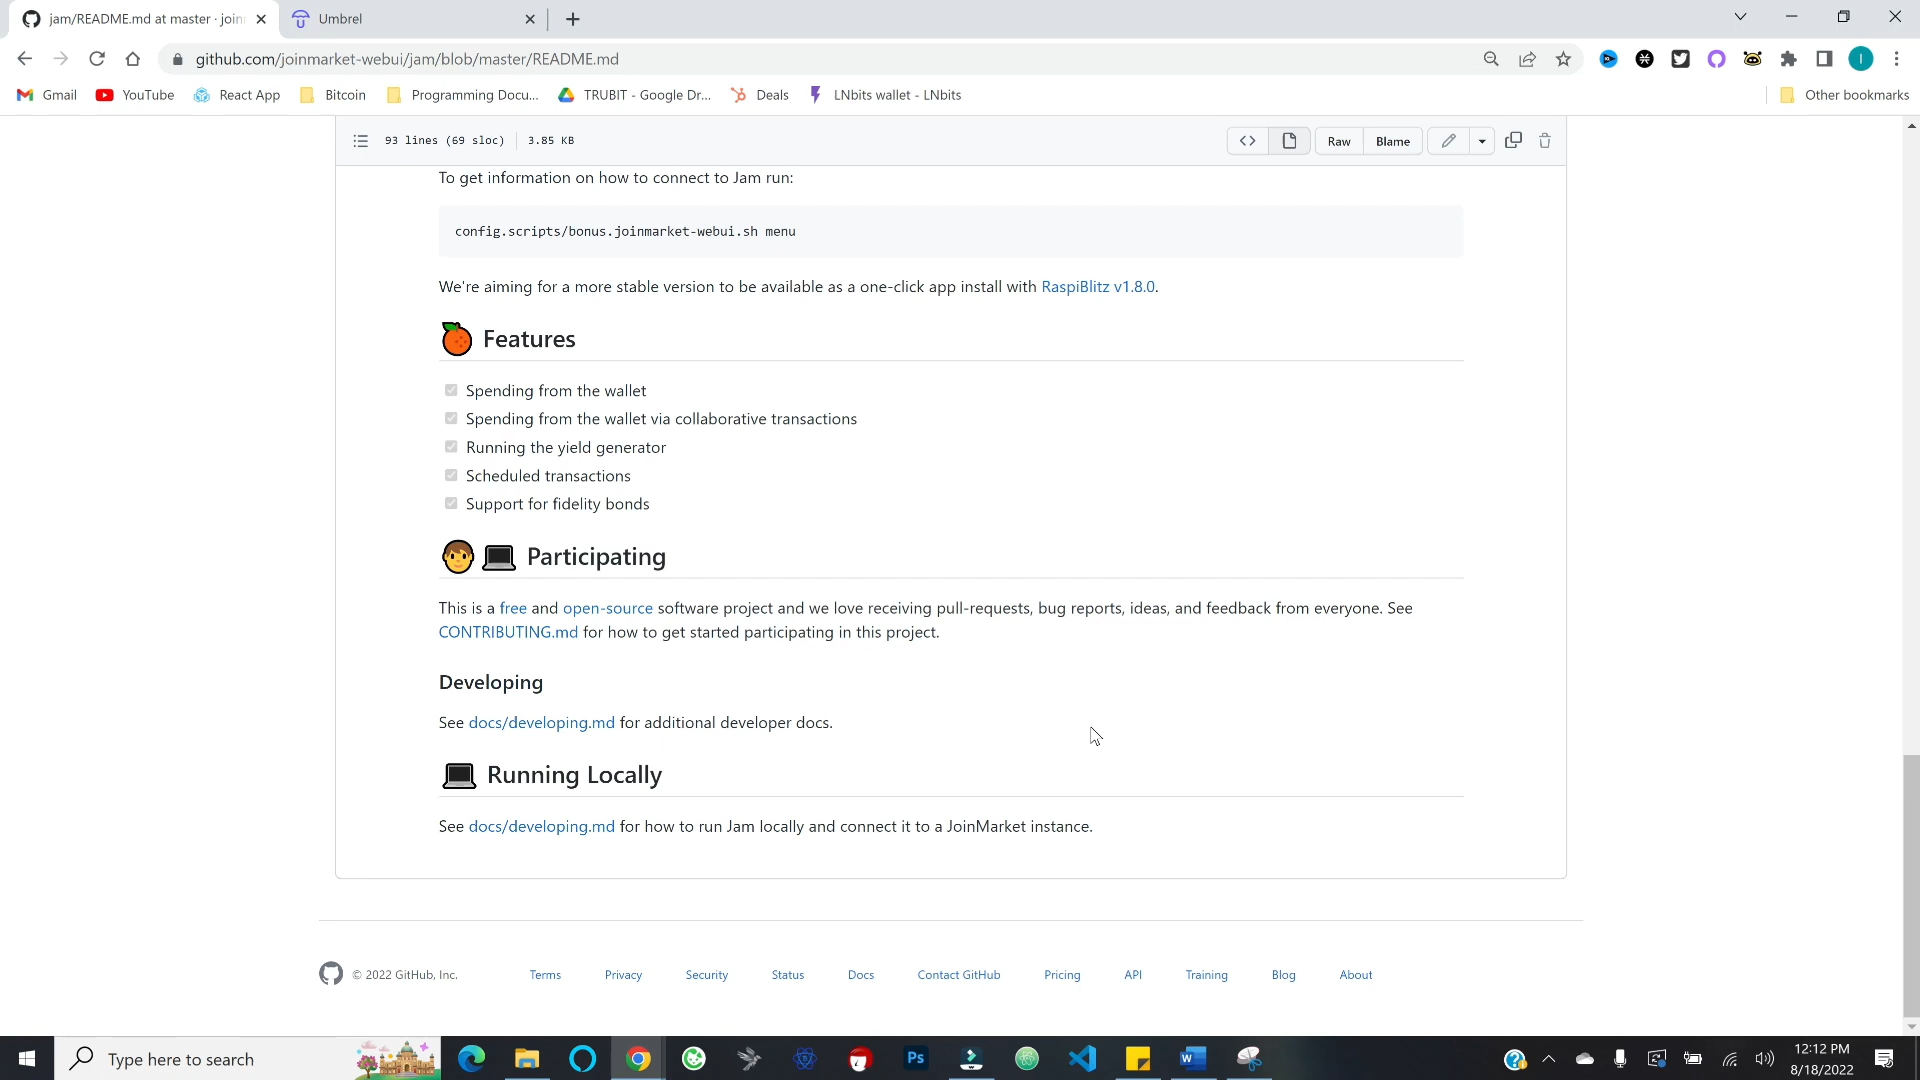 jam/README.md at master · join
Umbrel
github.com/joinmarket-webui/jam/blob/master/README.md
Gmail
YouTube
React App
Bitcoin
Programming Docu...
TRUBIT - Google Dr...
Deals
LNbits wallet - LNbits
Other bookmarks
93 lines (69 sloc)
3.85 KB
Raw
Blame
To get information on how to connect to Jam run:
config.scripts/bonus.joinmarket-webui.sh menu
We're aiming for a more stable version to be available as a one-click app install with RaspiBlitz v1.8.0.
Features
Spending from the wallet
Spending from the wallet via collaborative transactions
Running the yield generator
Scheduled transactions
Support for fidelity bonds
Participating
This is a free and open-source software project and we love receiving pull-requests, bug reports, ideas, and feedback from everyone. See
CONTRIBUTING.md for how to get started participating in this project.
Developing
See docs/developing.md for additional developer docs.
Running Locally
See docs/developing.md for how to run Jam locally and connect it to a JoinMarket instance.
© 2022 GitHub, Inc.
Terms
Privacy
Security
Status
Docs
Contact GitHub
Pricing
API
Training
Blog
About
Type here to search
Ps
12:12 PM
8/18/2022